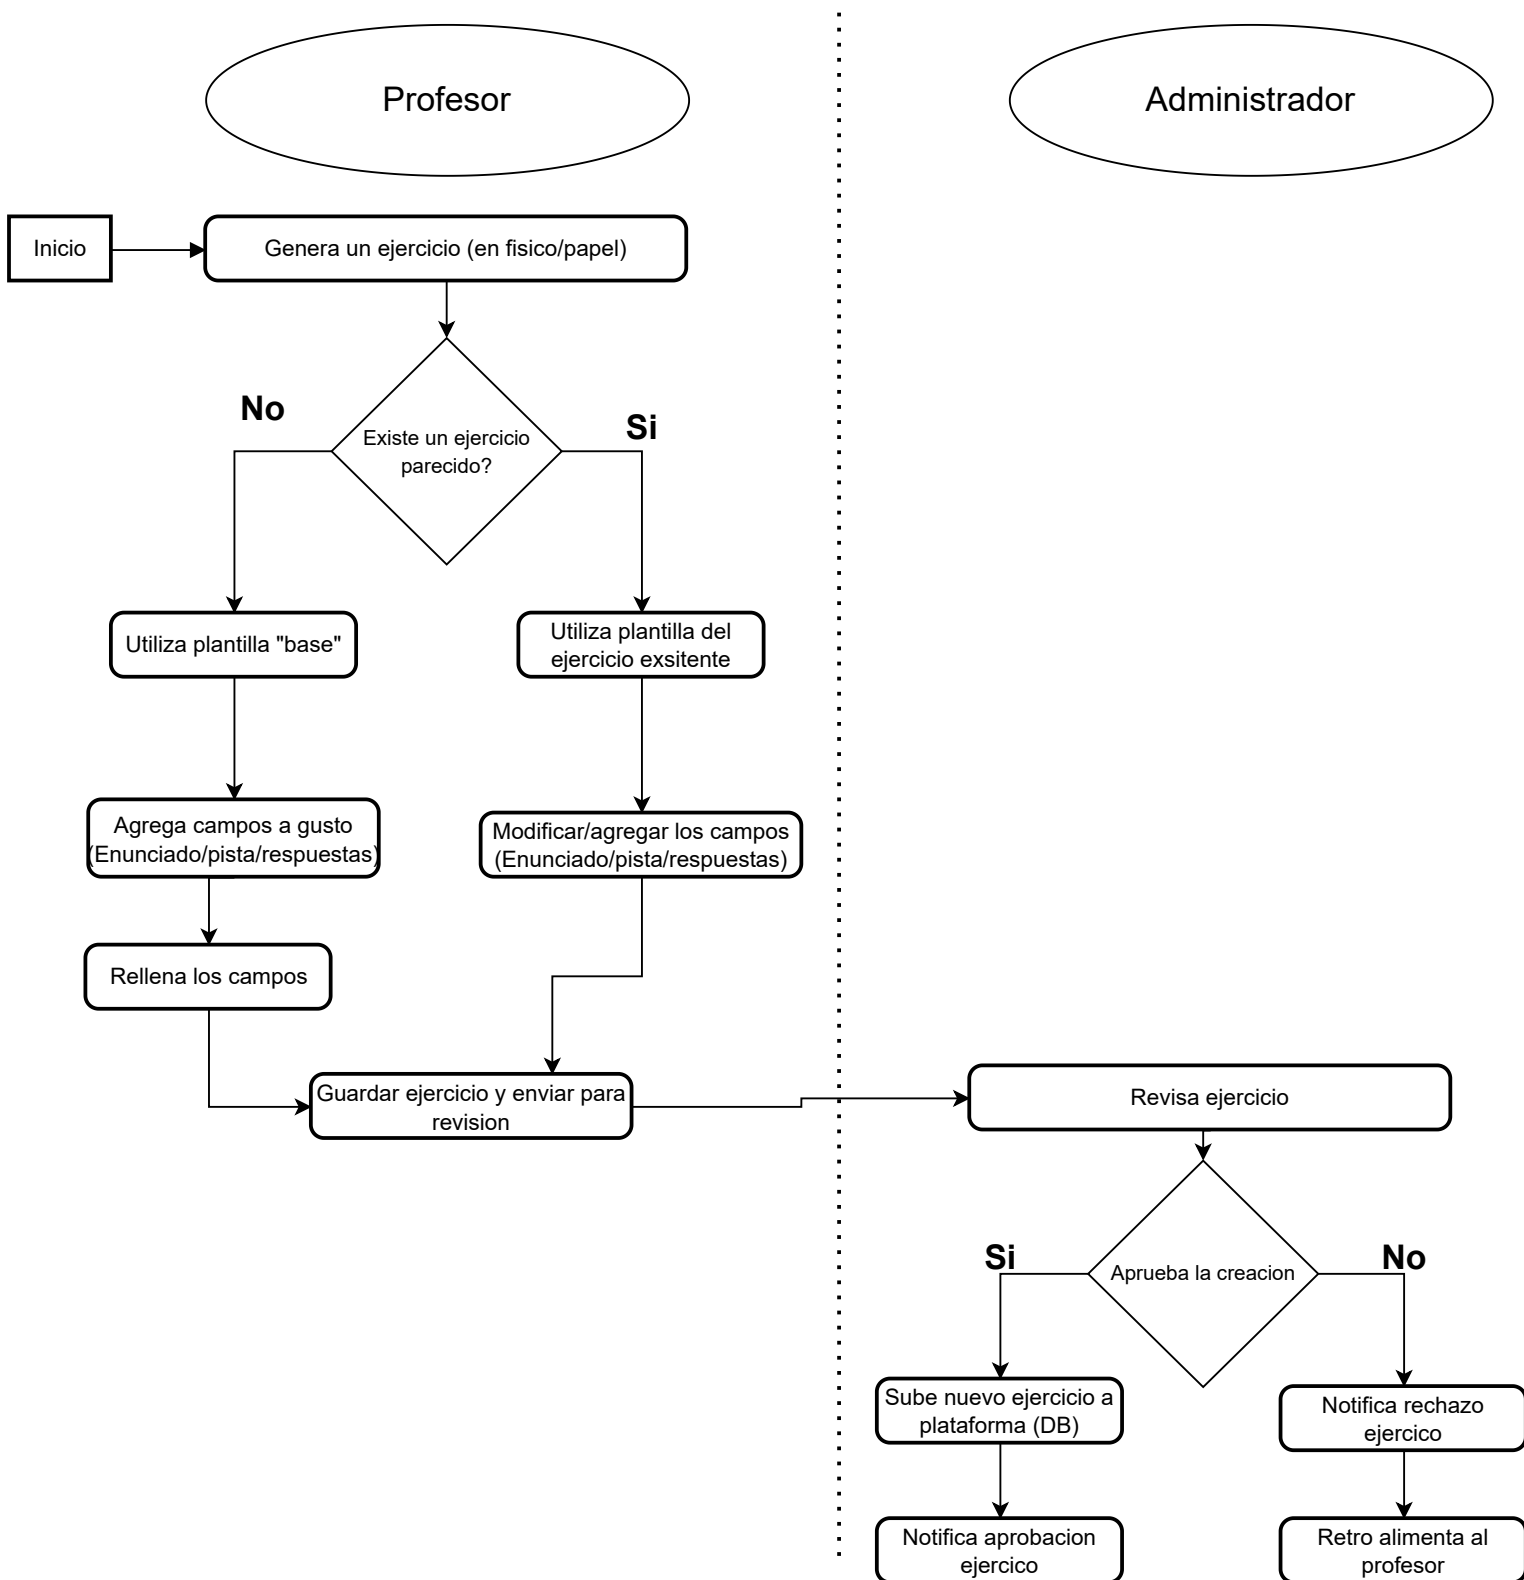 Profesor
Administrador
Inicio
Genera un ejercicio (en fisico/papel)
No
Si
Existe un ejercicio
parecido?
Utiliza plantilla "base"
Utiliza plantilla del
ejercicio exsitente
Agrega campos a gusto
(Enunciado/pista/respuestas)
Modificar/agregar los campos
(Enunciado/pista/respuestas)
Rellena los campos
Guardar ejercicio y enviar para
revision
Revisa ejercicio
Si
No
Aprueba la creacion
Sube nuevo ejercicio a
plataforma (DB)
Notifica rechazo
ejercico
Notifica aprobacion
ejercico
Retro alimenta al
profesor